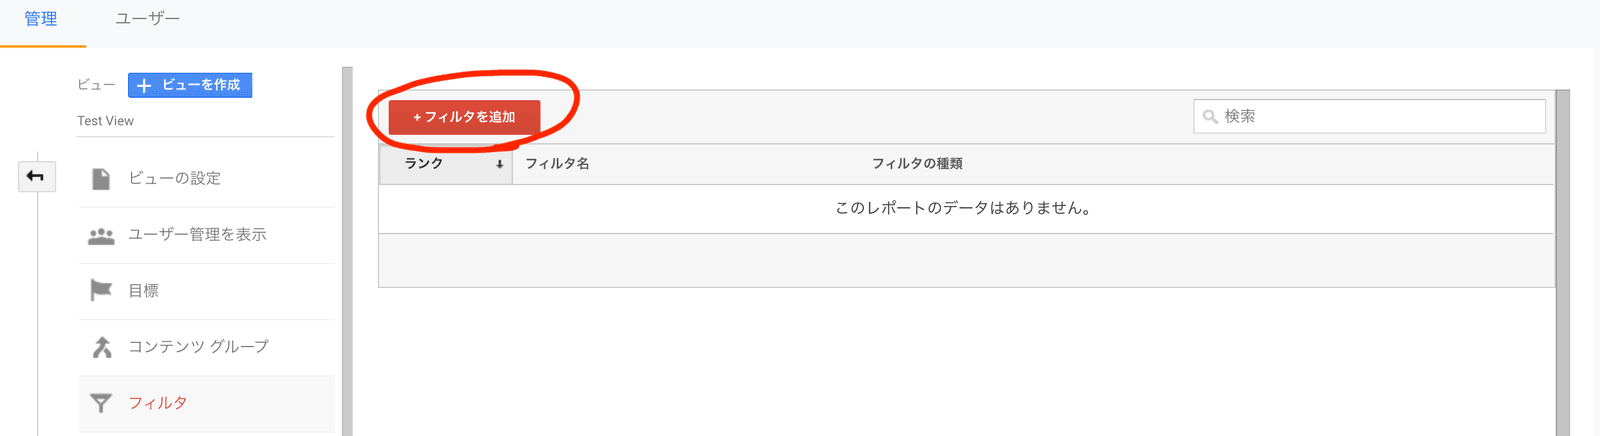 管理 ユーザー
ビュー + ビューを作成
Test View
ビューの設定
ユーザー管理を表示
目標
コンテンツ グループ
フィルタ
+ フィルタを追加
検索
ランク フィルタ名 フィルタの種類
このレポートのデータはありません。